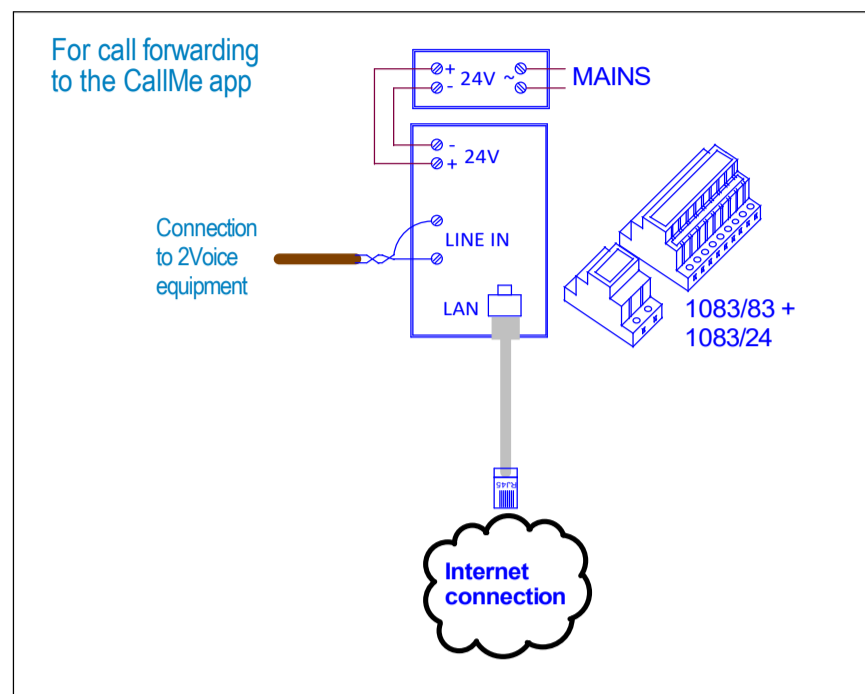 For call forwarding
to the CallMe app
+
24V ~
-
MAINS
-
24V
+
Connection
to 2Voice
equipment
LINE IN
LAN
1083/83 +
1083/24
RJ45
Internet
connection